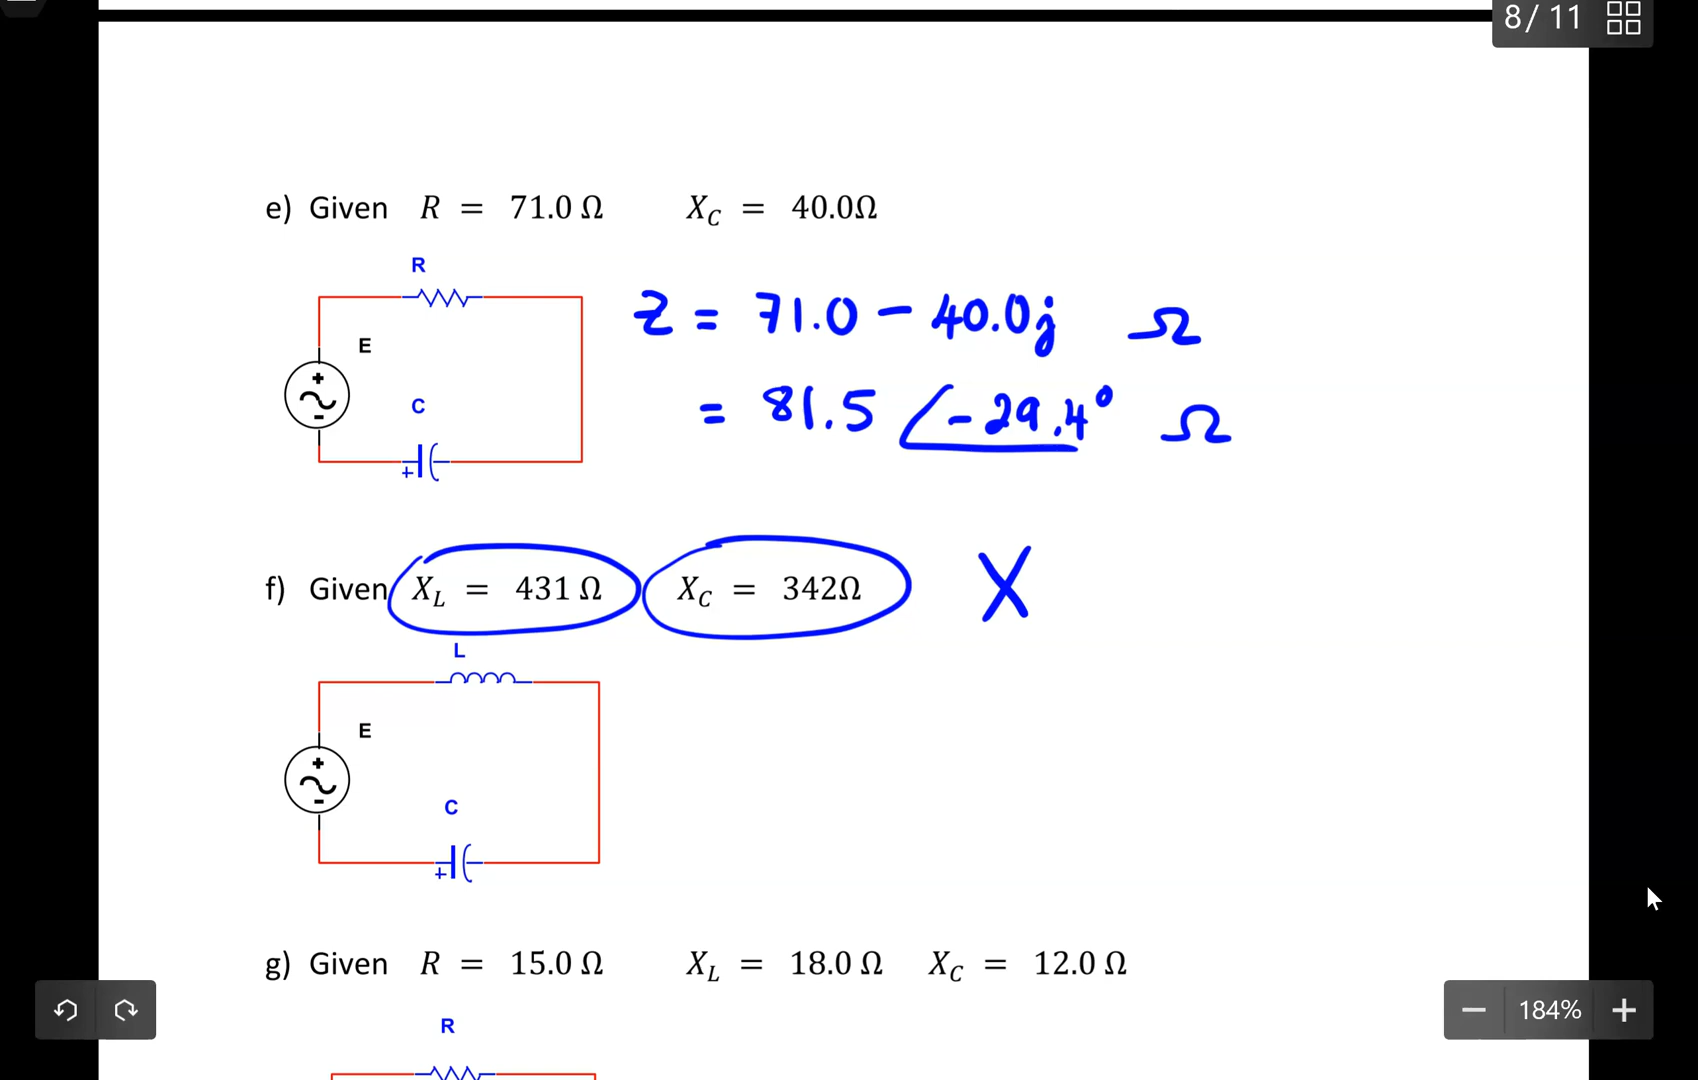 8/ 11
e) Given R = 71.0 Ω X_C = 40.0Ω
R
Z = 71.0 − 40.0j Ω
E
= 81.5 ∠-29.4° Ω
C
+
f) Given X_L = 431 Ω X_C = 342Ω X
L
E
C
+
g) Given R = 15.0 Ω X_L = 18.0 Ω X_C = 12.0 Ω
184%
R